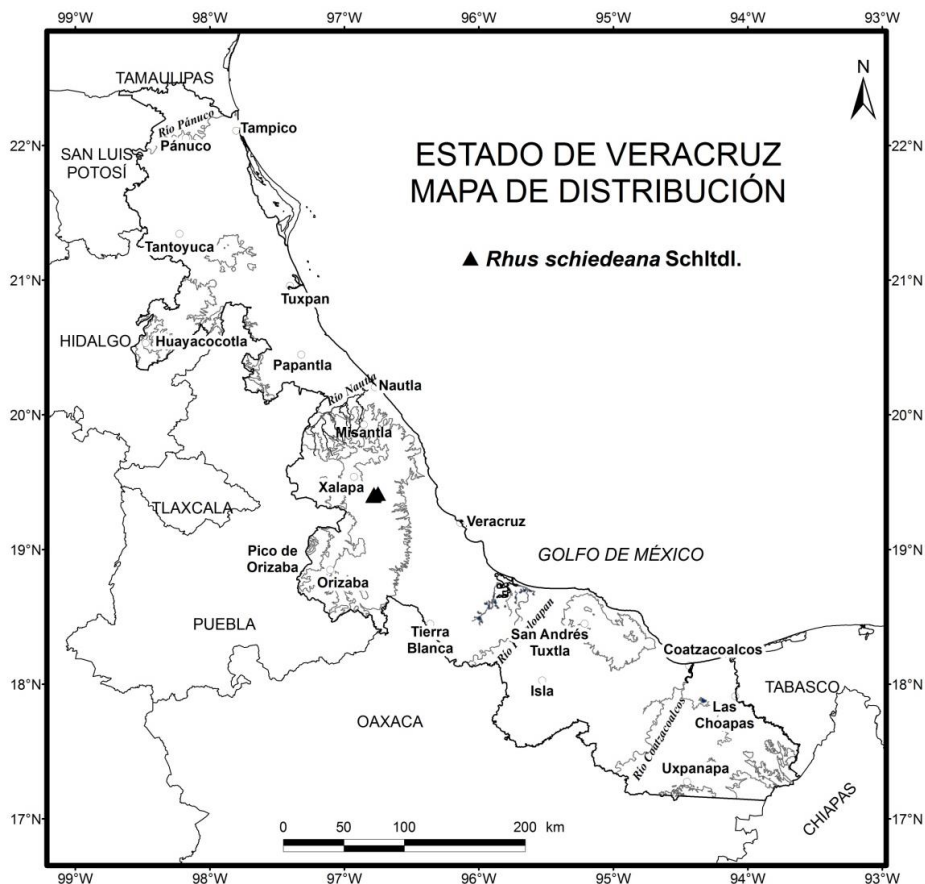 99°W 98°W 97°W 96°W 95°W 94°W 93°W
N
TAMAULIPAS
Río Pánuco
Tampico
22°N
Pánuco
22°N
SAN LUIS
POTOSÍ
ESTADO DE VERACRUZ
MAPA DE DISTRIBUCIÓN
Tantoyuca
▲ Rhus schiedeana Schltdl.
21°N
21°N
Tuxpan
HIDALGO
Huayacocotla
Papantla
Río Nautla
Nautla
20°N
20°N
Misantla
Xalapa
TLAXCALA
Veracruz
19°N
19°N
Pico de
Orizaba
GOLFO DE MÉXICO
Orizaba
PUEBLA
Tierra
Blanca
Río
San Andrés
Tuxtla
Coatzacoalcos
18°N
18°N
Isla
TABASCO
OAXACA
Las
Choapas
Río Coatzacoalcos
Uxpanapa
17°N
17°N
CHIAPAS
0 50 100 200 km
99°W 98°W 97°W 96°W 95°W 94°W 93°W